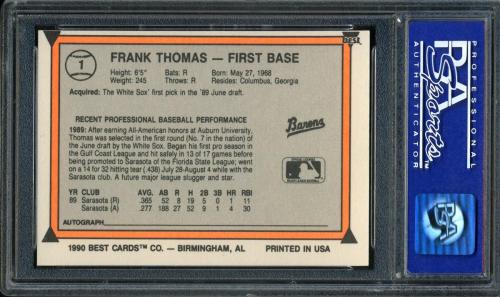 BEST
1
FRANK THOMAS — FIRST BASE
Height: 6'5" Bats: R Born: May 27, 1968
Weight: 245 Throws: R Resides: Columbus, Georgia
Acquired: The White Sox' first pick in the '89 June draft.
RECENT PROFESSIONAL BASEBALL PERFORMANCE
1989: After earning All-American honors at Auburn University,
Thomas was selected in the first round (No. 7 in the nation) of
the June draft by the White Sox. Began his first pro season in
the Gulf Coast League and hit safely in 13 of 17 games before
being promoted to Sarasota of the Florida State League; went
on a 14 for 32 hitting tear (.438) July 28-August 4 while with the
Sarasota club. A future major league slugger and star.
Barons
YR CLUB AVG. AB R H 2B 3B HR RBI
89 Sarasota (R) .365 52 8 19 5 0 1 11
Sarasota (A) .277 188 27 52 9 1 4 30
AUTOGRAPH
1990 BEST CARDS™ CO. — BIRMINGHAM, AL PRINTED IN USA
PROFESSIONAL
SPORTS
AUTHENTICATOR
PSA
Sports
PSA